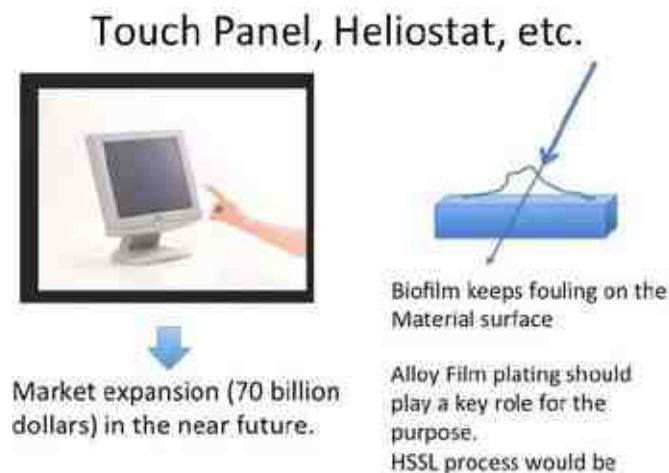 Touch Panel, Heliostat, etc.
Market expansion (70 billion
dollars) in the near future.
Biofilm keeps fouling on the
Material surface
Alloy Film plating should
play a key role for the
purpose.
HSSL process would be